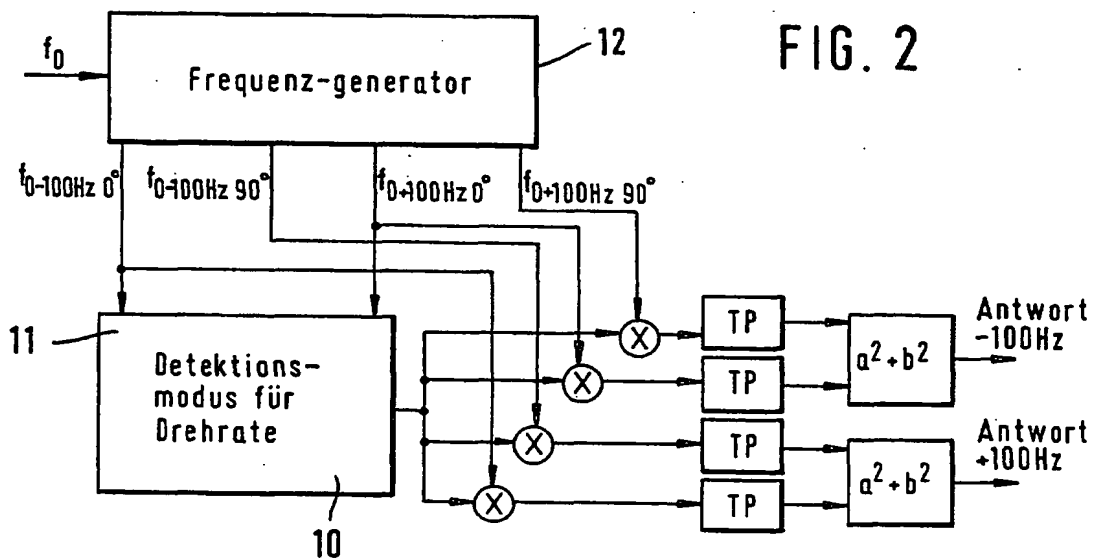 FIG. 2
f0
12
Frequenz-generator
f0-100Hz 0°
f0-100Hz 90°
f0+100Hz 0°
f0+100Hz 90°
11
Detektions-
modus für
Drehrate
10
X
X
X
X
TP
TP
TP
TP
a²+b²
a²+b²
Antwort
-100Hz
Antwort
+100Hz